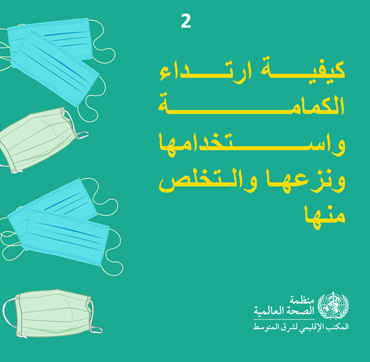 2
كيفية ارتداء
الكمامة
واستخدامها
ونزعها والتخلص
منها
منظمة
الصحة العالمية
المكتب الإقليمي لشرق المتوسط